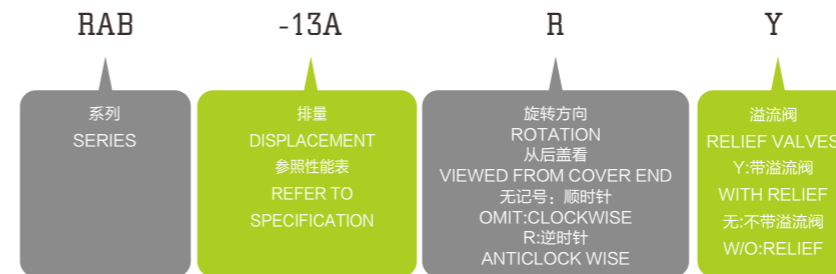 RAB
-13A
R
Y
系列
SERIES
排量
DISPLACEMENT
参照性能表
REFER TO
SPECIFICATION
旋转方向
ROTATION
从后盖看
VIEWED FROM COVER END
无记号：顺时针
OMIT:CLOCKWISE
R:逆时针
ANTICLOCK WISE
溢流阀
RELIEF VALVES
Y:带溢流阀
WITH RELIEF
无:不带溢流阀
W/O:RELIEF